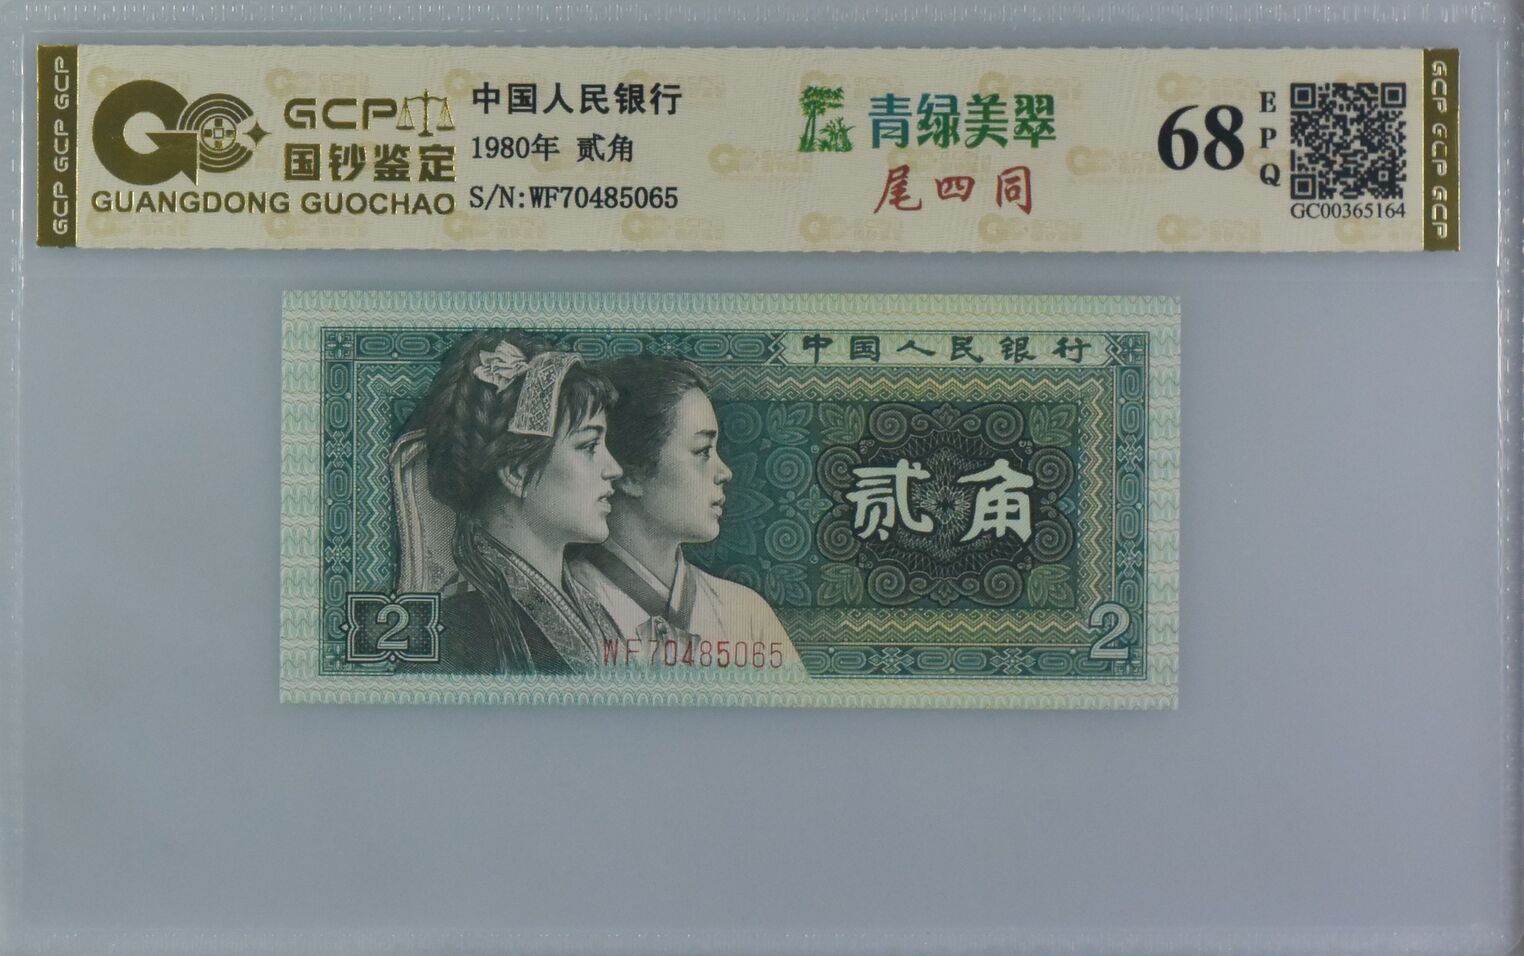 GCP GCP GCP
GCP
国钞鉴定
GUANGDONG GUOCHAO
中国人民银行
1980年 贰角
S/N:WF70485065
青绿美翠
尾四同
68
EPQ
GC00365164
GCP GCP GCP
中国人民银行
贰角
2
2
WF70485065